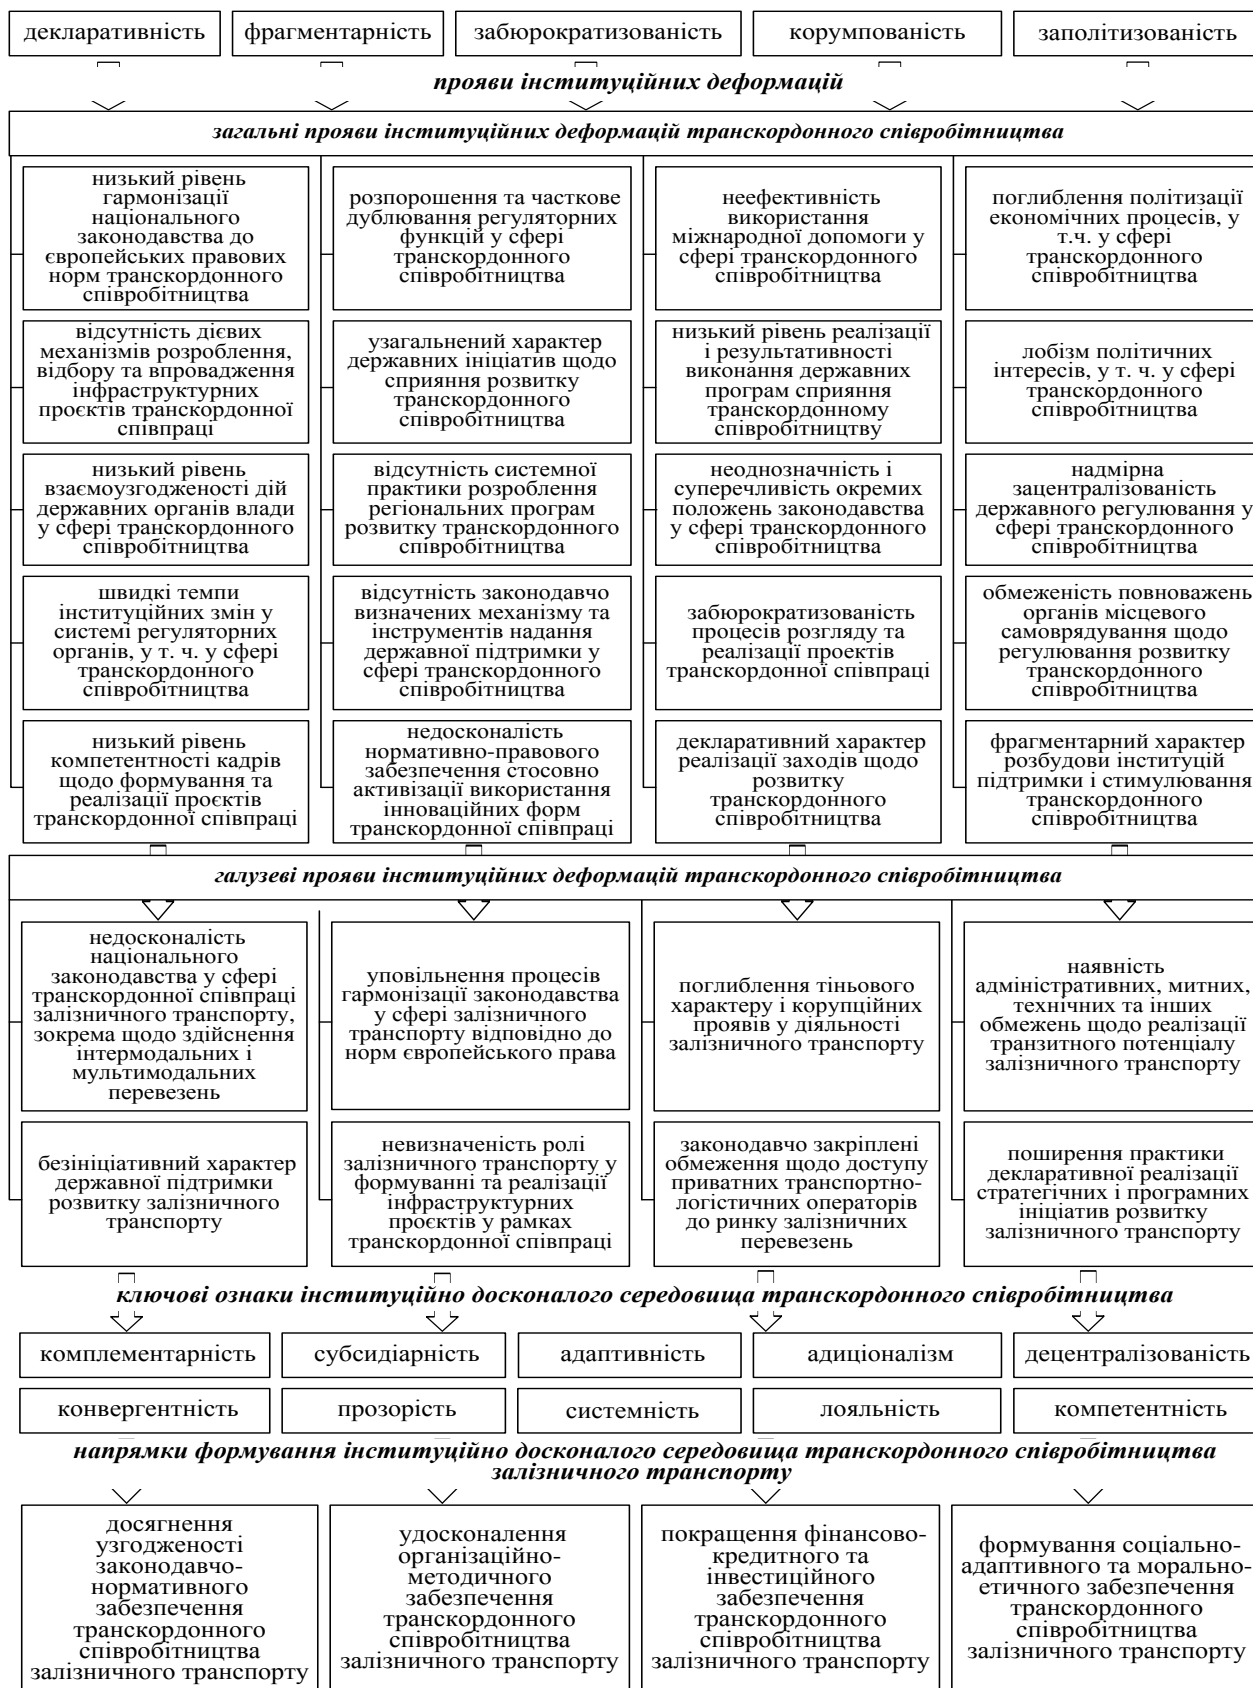 декларативність
фрагментарність
забюрократизованість
корумпованість
заполітизованість
прояви інституційних деформацій
загальні прояви інституційних деформацій транскордонного співробітництва
низький рівень
гармонізації
національного
законодавства до
європейських правових
норм транскордонного
співробітництва
розпорошення та часткове
дублювання регуляторних
функцій у сфері
транскордонного
співробітництва
неефективність
використання
міжнародної допомоги у
сфері транскордонного
співробітництва
поглиблення політизації
економічних процесів, у
т.ч. у сфері
транскордонного
співробітництва
відсутність дієвих
механізмів розроблення,
відбору та впровадження
інфраструктурних
проєктів транскордонної
співпраці
узагальнений характер
державних ініціатив щодо
сприяння розвитку
транскордонного
співробітництва
низький рівень реалізації
і результативності
виконання державних
програм сприяння
транскордонному
співробітництву
лобізм політичних
інтересів, у т. ч. у сфері
транскордонного
співробітництва
низький рівень
взаємоузгодженості дій
державних органів влади
у сфері транскордонного
співробітництва
відсутність системної
практики розроблення
регіональних програм
розвитку транскордонного
співробітництва
неоднозначність і
суперечливість окремих
положень законодавства
у сфері транскордонного
співробітництва
надмірна
зацентралізованість
державного регулювання у
сфері транскордонного
співробітництва
швидкі темпи
інституційних змін у
системі регуляторних
органів, у т. ч. у сфері
транскордонного
співробітництва
відсутність законодавчо
визначених механізму та
інструментів надання
державної підтримки у
сфері транскордонного
співробітництва
забюрократизованість
процесів розгляду та
реалізації проектів
транскордонної співпраці
обмеженість повноважень
органів місцевого
самоврядування щодо
регулювання розвитку
транскордонного
співробітництва
низький рівень
компетентності кадрів
щодо формування та
реалізації проєктів
транскордонної співпраці
недосконалість
нормативно-правового
забезпечення стосовно
активізації використання
інноваційних форм
транскордонної співпраці
декларативний характер
реалізації заходів щодо
розвитку
транскордонного
співробітництва
фрагментарний характер
розбудови інституцій
підтримки і стимулювання
транскордонного
співробітництва
галузеві прояви інституційних деформацій транскордонного співробітництва
недосконалість
національного
законодавства у сфері
транскордонної співпраці
залізничного транспорту,
зокрема щодо здійснення
інтермодальних і
мультимодальних
перевезень
уповільнення процесів
гармонізації законодавства
у сфері залізничного
транспорту відповідно до
норм європейського права
поглиблення тіньового
характеру і корупційних
проявів у діяльності
залізничного транспорту
наявність
адміністративних, митних,
технічних та інших
обмежень щодо реалізації
транзитного потенціалу
залізничного транспорту
безініціативний характер
державної підтримки
розвитку залізничного
транспорту
невизначеність ролі
залізничного транспорту у
формуванні та реалізації
інфраструктурних
проєктів у рамках
транскордонної співпраці
законодавчо закріплені
обмеження щодо доступу
приватних транспортно-
логістичних операторів
до ринку залізничних
перевезень
поширення практики
декларативної реалізації
стратегічних і програмних
ініціатив розвитку
залізничного транспорту
ключові ознаки інституційно досконалого середовища транскордонного співробітництва
комплементарність
субсидіарність
адаптивність
адиціоналізм
децентралізованість
конвергентність
прозорість
системність
лояльність
компетентність
напрямки формування інституційно досконалого середовища транскордонного співробітництва
залізничного транспорту
досягнення
узгодженості
законодавчо-
нормативного
забезпечення
транскордонного
співробітництва
залізничного транспорту
удосконалення
організаційно-
методичного
забезпечення
транскордонного
співробітництва
залізничного транспорту
покращення фінансово-
кредитного та
інвестиційного
забезпечення
транскордонного
співробітництва
залізничного транспорту
формування соціально-
адаптивного та морально-
етичного забезпечення
транскордонного
співробітництва
залізничного транспорту